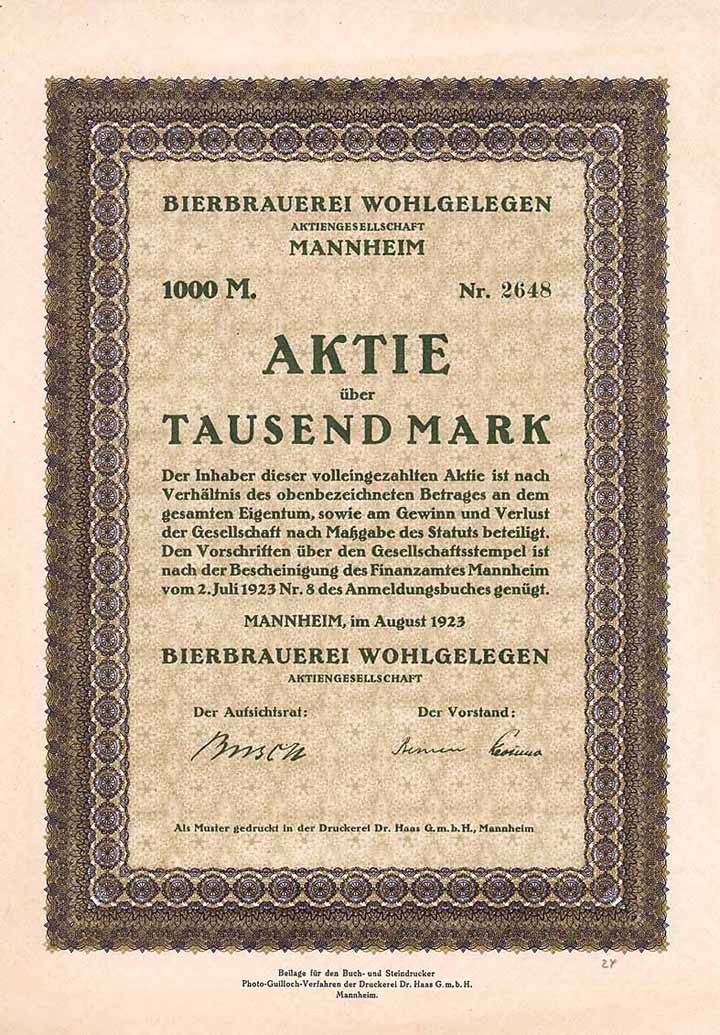 BIERBRAUEREI WOHLGELEGEN
AKTIENGESELLSCHAFT
MANNHEIM
1000 M. Nr. 2648
AKTIE
über
TAUSEND MARK
Der Inhaber dieser volleingezahlten Aktie ist nach
Verhältnis des obenbezeichneten Betrages an dem
gesamten Eigentum, sowie am Gewinn und Verlust
der Gesellschaft nach Maßgabe des Statuts beteiligt.
Den Vorschriften über den Gesellschaftsstempel ist
nach der Bescheinigung des Finanzamtes Mannheim
vom 2. Juli 1923 Nr. 8 des Anmeldungsbuches genügt.
MANNHEIM, im August 1923
BIERBRAUEREI WOHLGELEGEN
AKTIENGESELLSCHAFT
Der Aufsichtsrat: Der Vorstand:
Busch
Als Muster gedruckt in der Druckerei Dr. Haas G.m.b.H., Mannheim
24
Beilage für den Buch- und Steindrucker
Photo-Guilloch-Verfahren der Druckerei Dr. Haas G.m.b.H.
Mannheim.